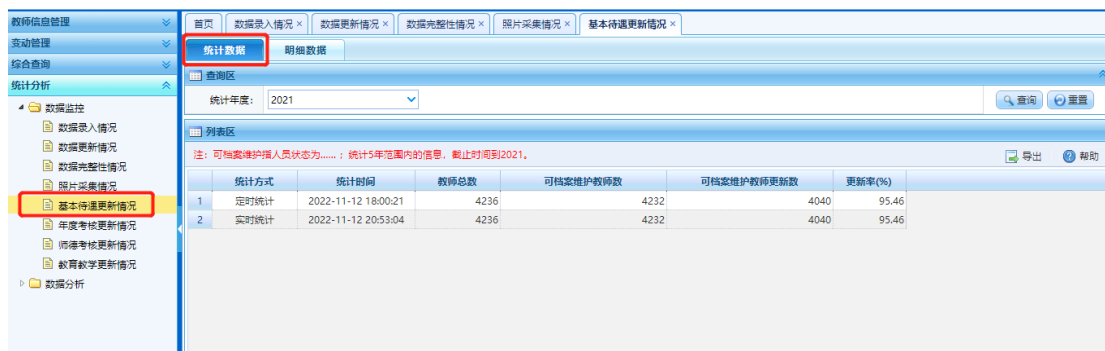 教师信息管理
变动管理
综合查询
统计分析
数据监控
数据录入情况
数据更新情况
数据完整性情况
照片采集情况
基本待遇更新情况
年度考核更新情况
师德考核更新情况
教育教学更新情况
数据分析
首页 数据录入情况 × 数据更新情况 × 数据完整性情况 × 照片采集情况 × 基本待遇更新情况 ×
统计数据 明细数据
查询区
统计年度： 2021 查询 重置
列表区
注：可档案维护指人员状态为......；统计5年范围内的信息，截止时间到2021。 导出 帮助
统计方式 统计时间 教师总数 可档案维护教师数 可档案维护教师更新数 更新率(%)
1 定时统计 2022-11-12 18:00:21 4236 4232 4040 95.46
2 实时统计 2022-11-12 20:53:04 4236 4232 4040 95.46